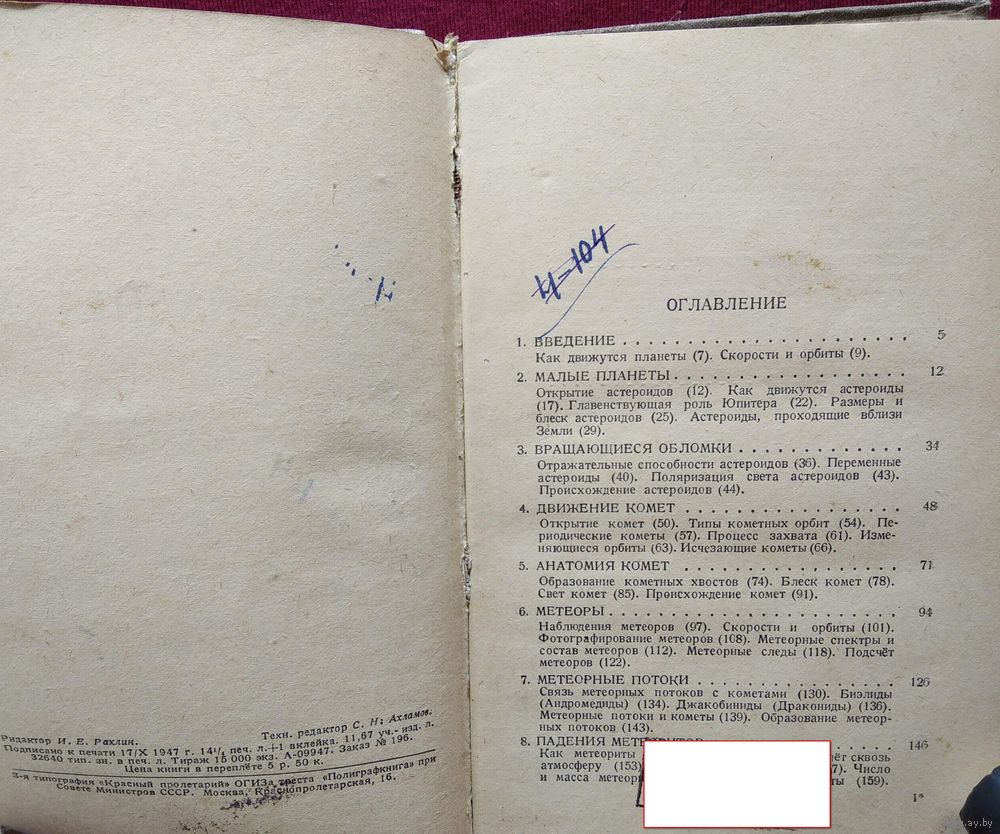 Редактор И. Е. Рахлин. Техн. редактор С. Н. Ахламов.
Подписано к печати 17/X 1947 г. 14¼ печ. л.+1 вклейка. 11,67 уч.-изд. л.
32640 тип. зн. в печ. л. Тираж 15 000 экз. А-09947. Заказ № 196.
Цена книги в переплёте 5 р. 50 к.
3-я типография «Красный пролетарий» ОГИЗа треста «Полиграфкнига» при
Совете Министров СССР. Москва, Краснопролетарская, 16.
104
ОГЛАВЛЕНИЕ
1. ВВЕДЕНИЕ . . . 5
Как движутся планеты (7). Скорости и орбиты (9).
2. МАЛЫЕ ПЛАНЕТЫ . . . 12
Открытие астероидов (12). Как движутся астероиды
(17). Главенствующая роль Юпитера (22). Размеры и
блеск астероидов (25). Астероиды, проходящие вблизи
Земли (29).
3. ВРАЩАЮЩИЕСЯ ОБЛОМКИ . . . 34
Отражательные способности астероидов (36). Переменные
астероиды (40). Поляризация света астероидов (43).
Происхождение астероидов (44).
4. ДВИЖЕНИЕ КОМЕТ . . . 48
Открытие комет (50). Типы кометных орбит (54). Пе-
риодические кометы (57). Процесс захвата (61). Изме-
няющиеся орбиты (63). Исчезающие кометы (66).
5. АНАТОМИЯ КОМЕТ . . . 71
Образование кометных хвостов (74). Блеск комет (78).
Свет комет (85). Происхождение комет (91).
6. МЕТЕОРЫ . . . 94
Наблюдения метеоров (97). Скорости и орбиты (101).
Фотографирование метеоров (108). Метеорные спектры и
состав метеоров (112). Метеорные следы (118). Подсчёт
метеоров (122).
7. МЕТЕОРНЫЕ ПОТОКИ . . . 126
Связь метеорных потоков с кометами (130). Биэлиды
(Андромедиды) (134). Джакобиниды (Дракониды) (136).
Метеорные потоки и кометы (139). Образование метеор-
ных потоков (143).
8. ПАДЕНИЯ МЕТЕОРИТОВ . . . 146
Как метеориты сквозь
атмосферу (153) Число
и масса метеор (159).
1*
ay.by